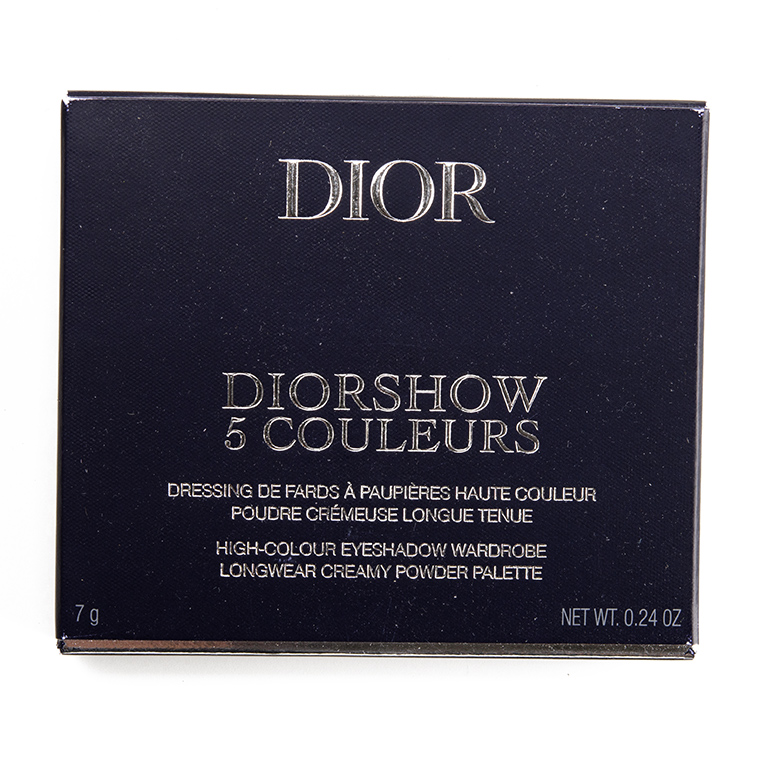 DIOR
DIORSHOW
5 COULEURS
DRESSING DE FARDS À PAUPIÈRES HAUTE COULEUR
POUDRE CRÉMEUSE LONGUE TENUE
HIGH-COLOUR EYESHADOW WARDROBE
LONGWEAR CREAMY POWDER PALETTE
7 g
NET WT. 0.24 OZ